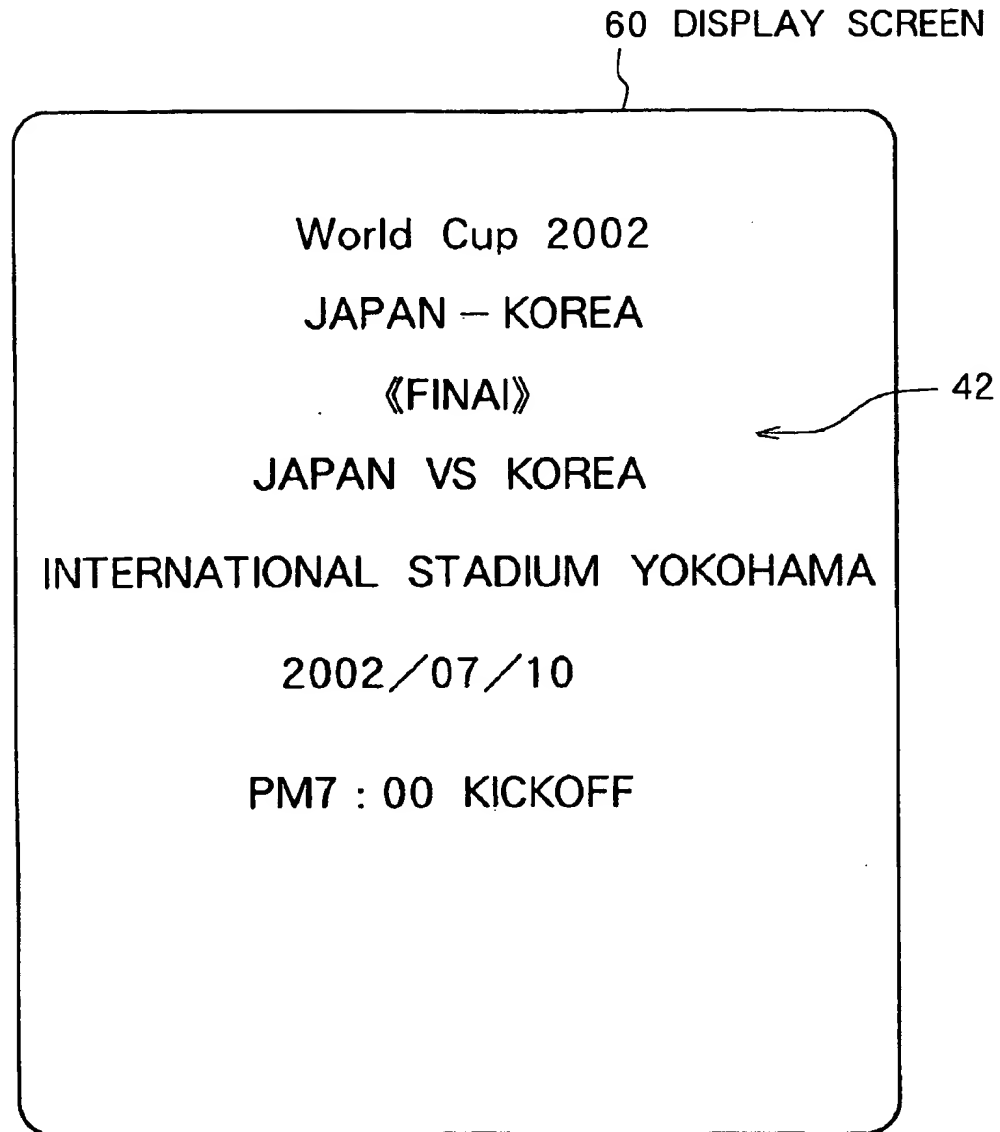 60 DISPLAY SCREEN
World Cup 2002
JAPAN – KOREA
《FINAI》
42
JAPAN VS KOREA
INTERNATIONAL STADIUM YOKOHAMA
2002/07/10
PM7 : 00 KICKOFF